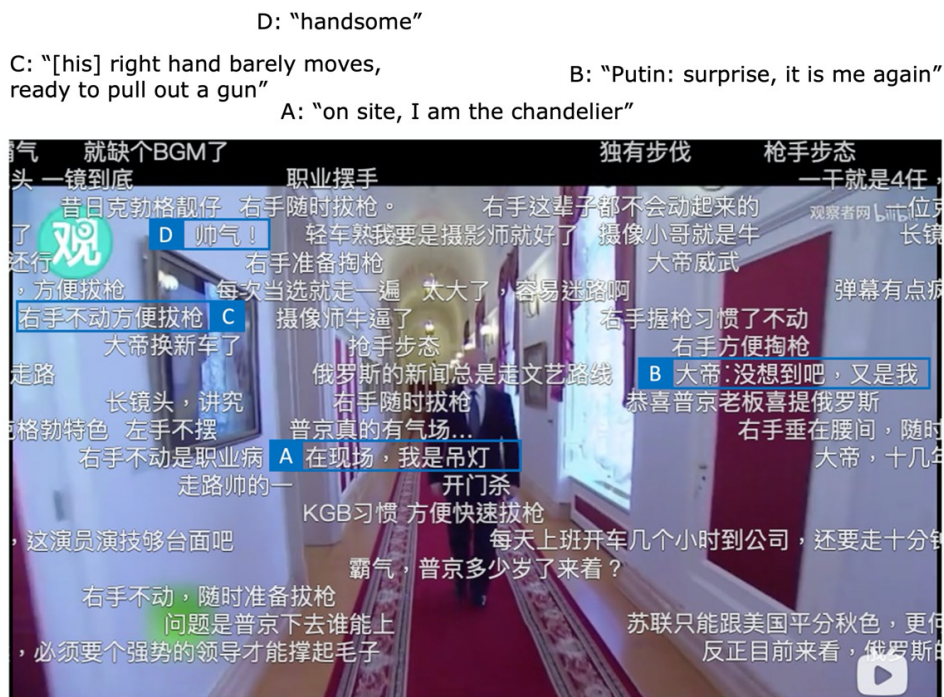 D: “handsome”
C: “[his] right hand barely moves,
ready to pull out a gun”
B: “Putin: surprise, it is me again”
A: “on site, I am the chandelier”
霸气 就缺个BGM了 独有步伐 枪手步态
头 一镜到底 职业摆手 一干就是4任，
昔日克勃格靓仔 右手随时拔枪。 右手这辈子都不会动起来的 观察者网 bilibili 一位
了 观 D 帅气！ 轻车熟 我要是摄影师就好了 摄像小哥就是牛 长镜
还行 右手准备掏枪 大帝威武
，方便拔枪 每次当选就走一遍 太大了，容易迷路啊 弹幕有点
右手不动方便拔枪 C 摄像师牛逼了 右手握枪习惯了不动
大帝换新车了 抢手步态 右手方便掏枪
走路 俄罗斯的新闻总是走文艺路线 B 大帝：没想到吧，又是我
长镜头，讲究 右手随时拔枪 恭喜普京老板喜提俄罗斯
格勃特色 左手不摆 普京真的有气场... 右手垂在腰间，随时
右手不动是职业病 A 在现场，我是吊灯 大帝，十几年
走路帅的一 开门杀
KGB习惯 方便快速拔枪
，这演员演技够台面吧 每天上班开车几个小时到公司，还要走十分钟
霸气，普京多少岁了来着？
右手不动，随时准备拔枪
问题是普京下去谁能上 苏联只能跟美国平分秋色，更
，必须要个强势的领导才能撑起毛子 反正目前来看，俄罗斯的